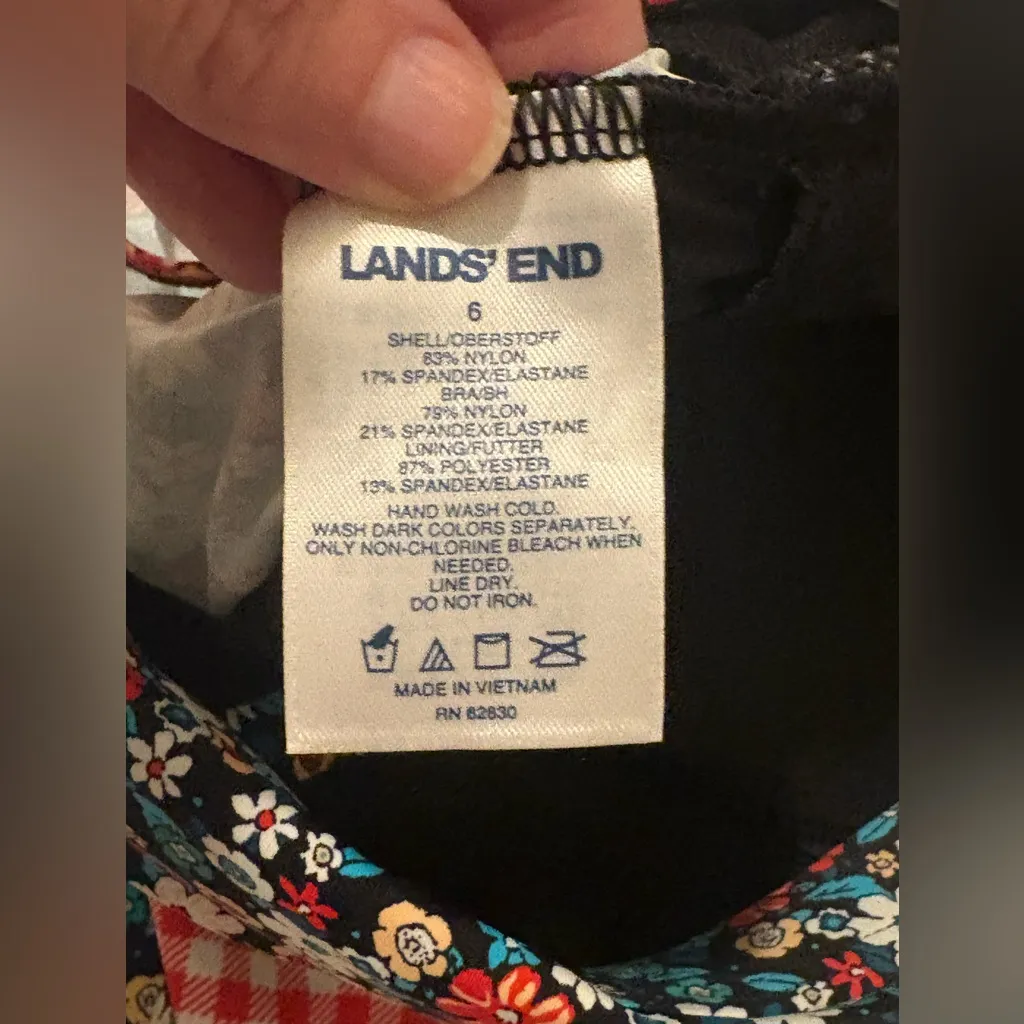 LANDS' END
6
SHELL/OBERSTOFF
83% NYLON
17% SPANDEX/ELASTANE
BRA/BH
79% NYLON
21% SPANDEX/ELASTANE
LINING/FUTTER
87% POLYESTER
13% SPANDEX/ELASTANE
HAND WASH COLD.
WASH DARK COLORS SEPARATELY.
ONLY NON-CHLORINE BLEACH WHEN
NEEDED.
LINE DRY.
DO NOT IRON.
MADE IN VIETNAM
RN 62830